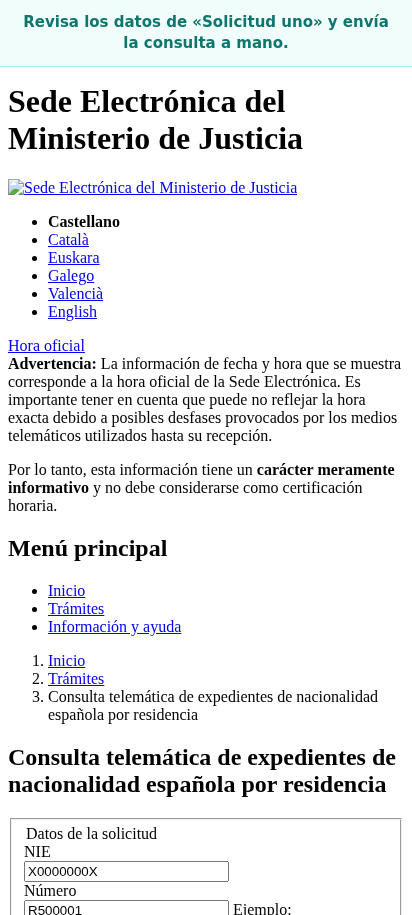 Revisa los datos de «Solicitud uno» y envía
la consulta a mano.
Sede Electrónica del
Ministerio de Justicia
Sede Electrónica del Ministerio de Justicia
Castellano
Català
Euskara
Galego
Valencià
English
Hora oficial
Advertencia: La información de fecha y hora que se muestra
corresponde a la hora oficial de la Sede Electrónica. Es
importante tener en cuenta que puede no reflejar la hora
exacta debido a posibles desfases provocados por los medios
telemáticos utilizados hasta su recepción.
Por lo tanto, esta información tiene un carácter meramente
informativo y no debe considerarse como certificación
horaria.
Menú principal
Inicio
Trámites
Información y ayuda
1. Inicio
2. Trámites
3. Consulta telemática de expedientes de nacionalidad
española por residencia
Consulta telemática de expedientes de
nacionalidad española por residencia
Datos de la solicitud
NIE
X0000000X
Número
R500001 Ejemplo: